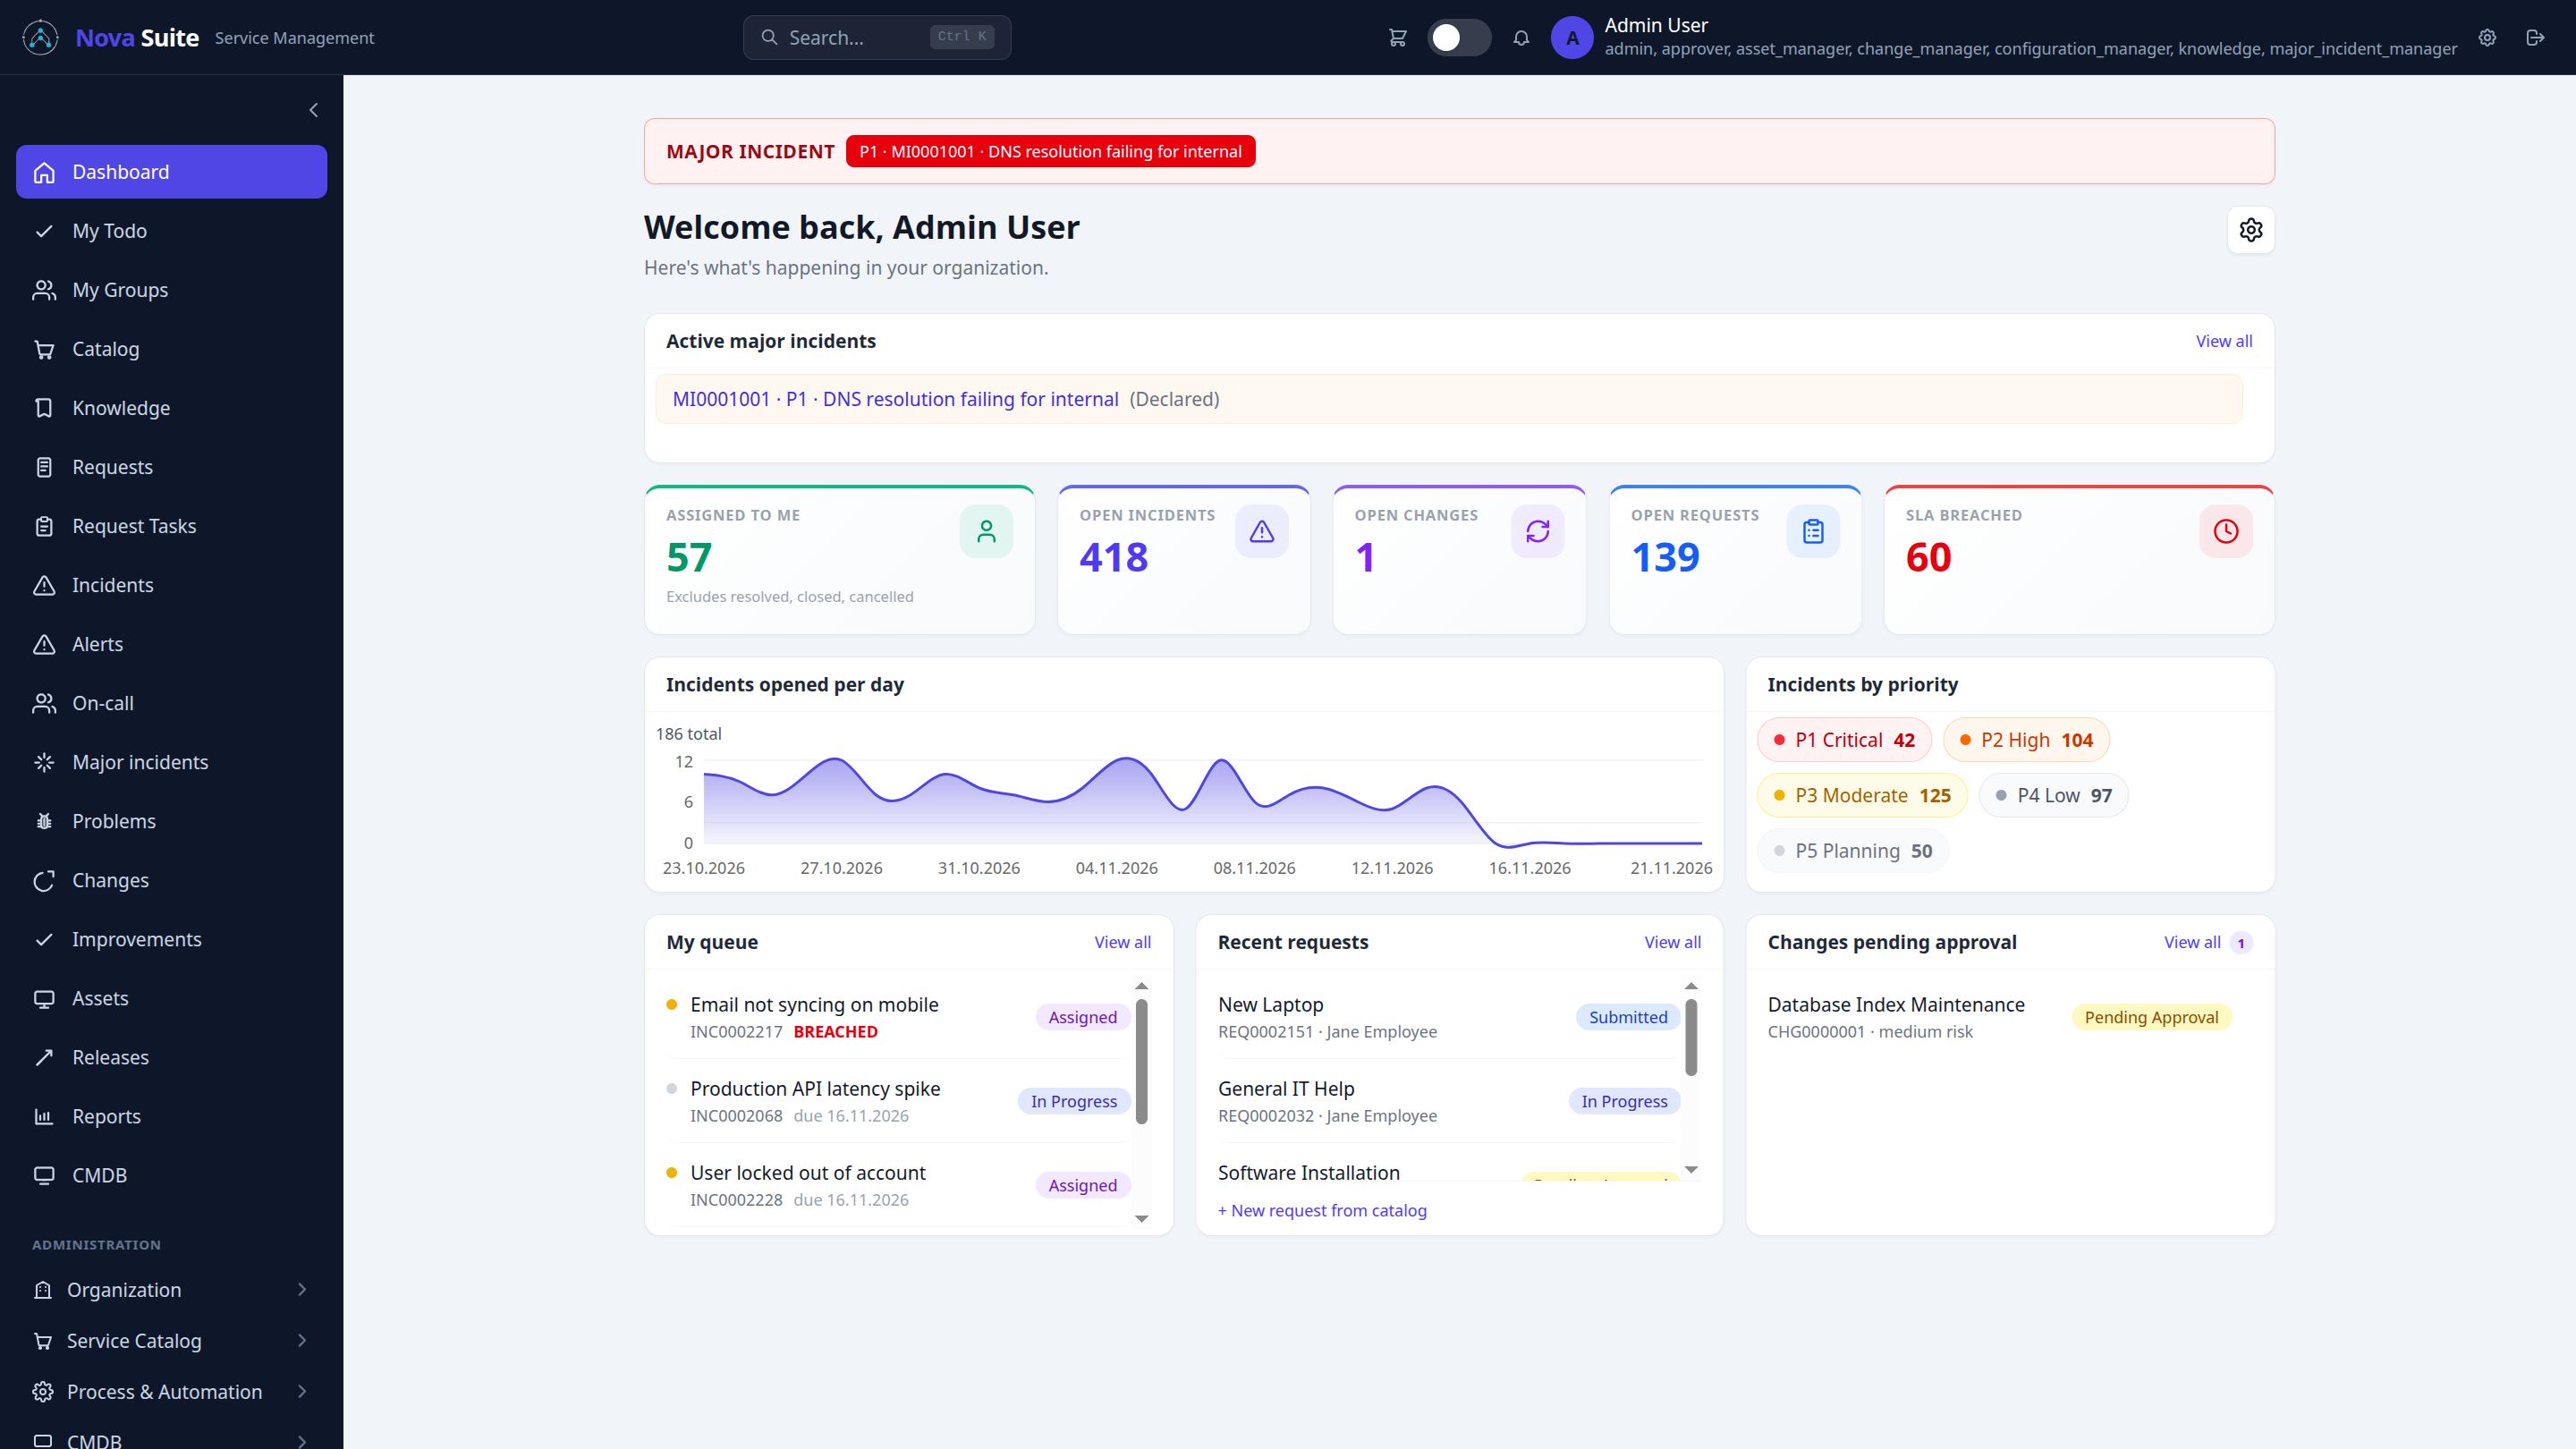 Nova Suite Service Management
Search... Ctrl K
A
Admin User
admin, approver, asset_manager, change_manager, configuration_manager, knowledge, major_incident_manager
Dashboard
My Todo
My Groups
Catalog
Knowledge
Requests
Request Tasks
Incidents
Alerts
On-call
Major incidents
Problems
Changes
Improvements
Assets
Releases
Reports
CMDB
ADMINISTRATION
Organization
Service Catalog
Process & Automation
CMDB
MAJOR INCIDENT P1 · MI0001001 · DNS resolution failing for internal
Welcome back, Admin User
Here's what's happening in your organization.
Active major incidents View all
MI0001001 · P1 · DNS resolution failing for internal (Declared)
ASSIGNED TO ME
57
Excludes resolved, closed, cancelled
OPEN INCIDENTS
418
OPEN CHANGES
1
OPEN REQUESTS
139
SLA BREACHED
60
Incidents opened per day
186 total
12
6
0
23.10.2026 27.10.2026 31.10.2026 04.11.2026 08.11.2026 12.11.2026 16.11.2026 21.11.2026
Incidents by priority
P1 Critical 42 P2 High 104
P3 Moderate 125 P4 Low 97
P5 Planning 50
My queue View all
Email not syncing on mobile
INC0002217 BREACHED
Assigned
Production API latency spike
INC0002068 due 16.11.2026
In Progress
User locked out of account
INC0002228 due 16.11.2026
Assigned
Recent requests View all
New Laptop
REQ0002151 · Jane Employee
Submitted
General IT Help
REQ0002032 · Jane Employee
In Progress
Software Installation
+ New request from catalog
Changes pending approval View all 1
Database Index Maintenance
CHG0000001 · medium risk
Pending Approval